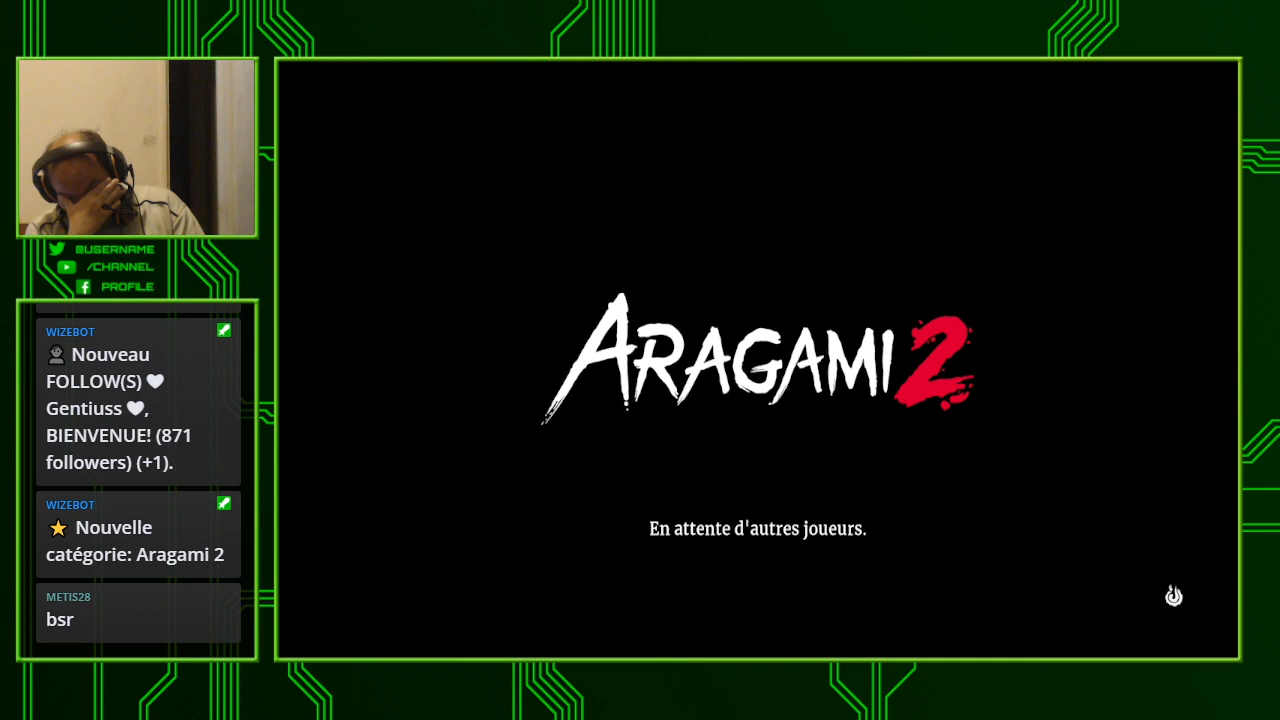 @USERNAME
/CHANNEL
PROFILE
WIZEBOT
Nouveau
FOLLOW(S)
Gentiuss ,
BIENVENUE! (871
followers) (+1).
WIZEBOT
Nouvelle
catégorie: Aragami 2
METIS28
bsr
ARAGAMI 2
En attente d'autres joueurs.